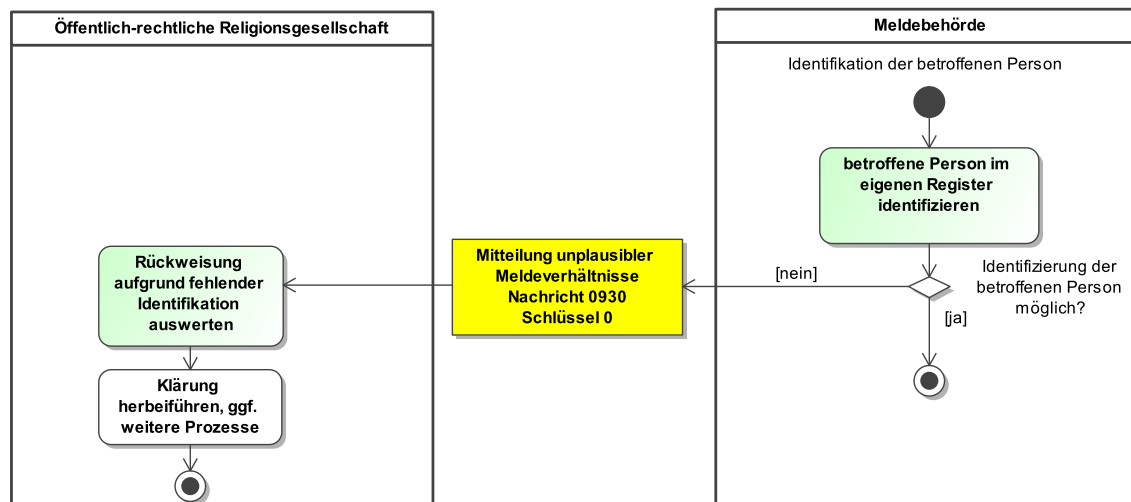 Öffentlich-rechtliche Religionsgesellschaft
Meldebehörde
Identifikation der betroffenen Person
betroffene Person im
eigenen Register
identifizieren
Identifizierung der
betroffenen Person
möglich?
[nein]
[ja]
Mitteilung unplausibler
Meldeverhältnisse
Nachricht 0930
Schlüssel 0
Rückweisung
aufgrund fehlender
Identifikation
auswerten
Klärung
herbeiführen, ggf.
weitere Prozesse